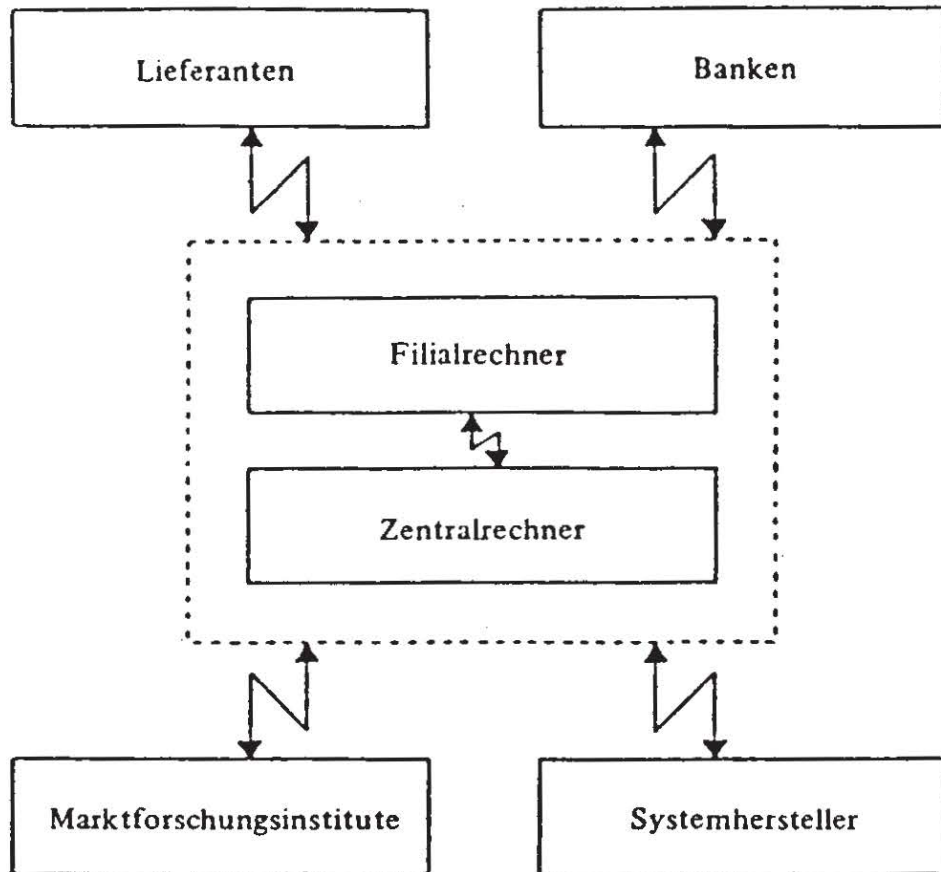 Lieferanten
Banken
Filialrechner
Zentralrechner
Marktforschungsinstitute
Systemhersteller